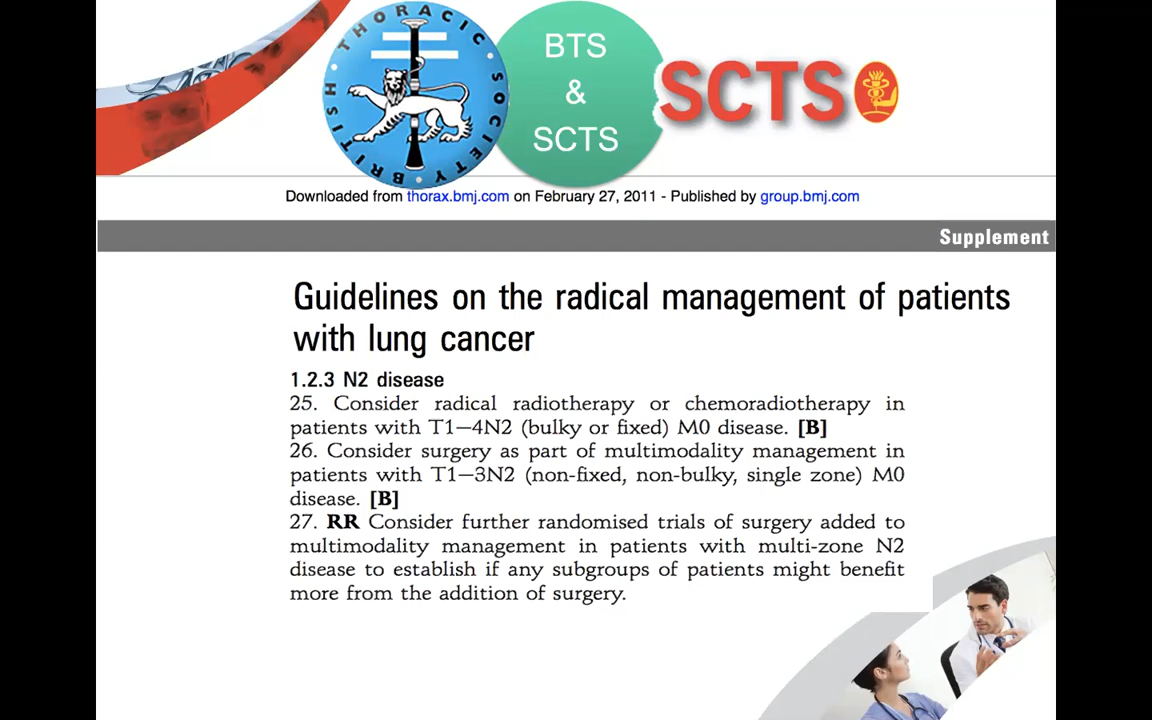 BRITISH THORACIC SOCIETY
BTS
&
SCTS
SCTS
Downloaded from thorax.bmj.com on February 27, 2011 - Published by group.bmj.com
Supplement
Guidelines on the radical management of patients
with lung cancer
1.2.3 N2 disease
25. Consider radical radiotherapy or chemoradiotherapy in
patients with T1—4N2 (bulky or fixed) M0 disease. [B]
26. Consider surgery as part of multimodality management in
patients with T1—3N2 (non-fixed, non-bulky, single zone) M0
disease. [B]
27. RR Consider further randomised trials of surgery added to
multimodality management in patients with multi-zone N2
disease to establish if any subgroups of patients might benefit
more from the addition of surgery.